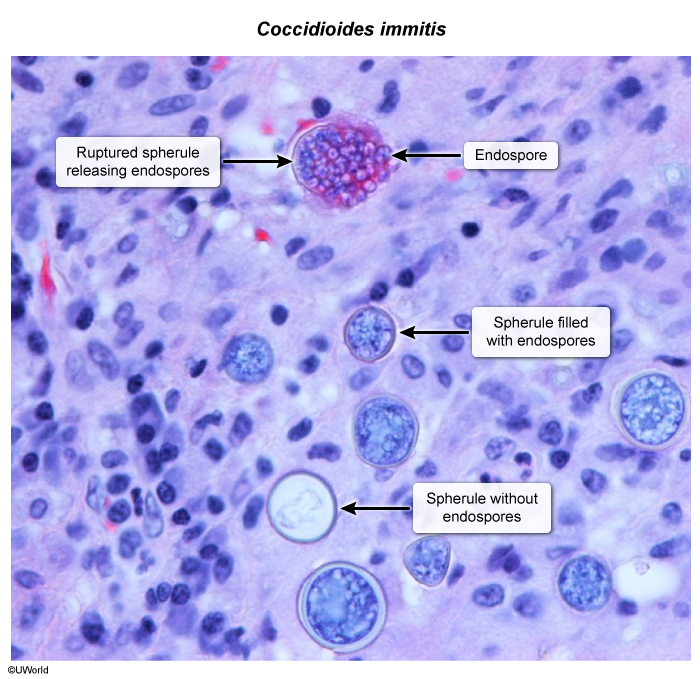 Coccidioides immitis
Ruptured spherule
releasing endospores
Endospore
Spherule filled
with endospores
Spherule without
endospores
©UWorld